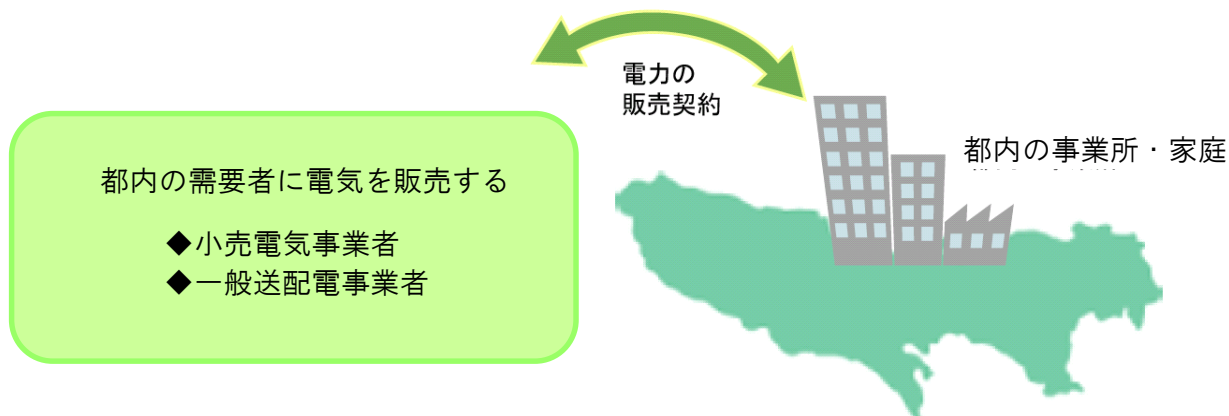 電力の
販売契約
都内の事業所・家庭
都内の需要者に電気を販売する
◆小売電気事業者
◆一般送配電事業者